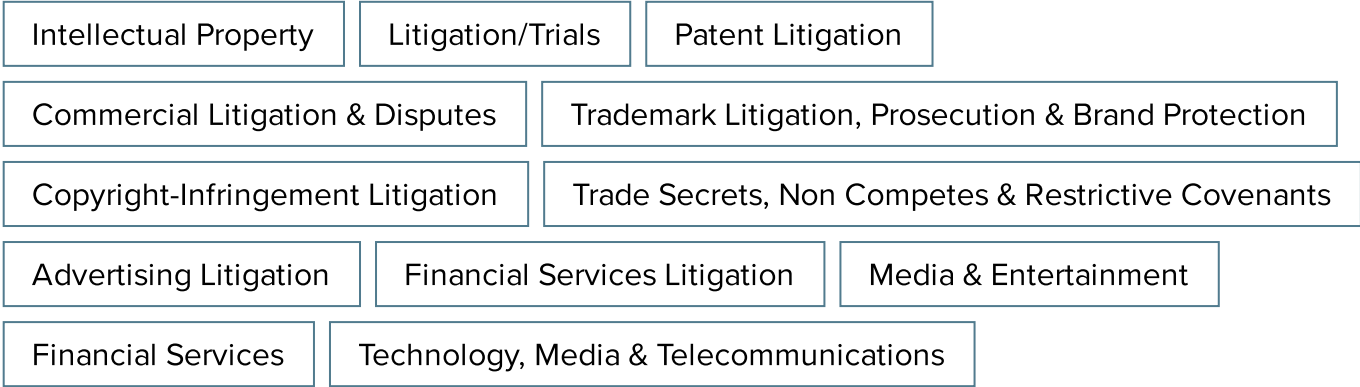 Intellectual Property
Litigation/Trials
Patent Litigation
Commercial Litigation & Disputes
Trademark Litigation, Prosecution & Brand Protection
Copyright-Infringement Litigation
Trade Secrets, Non Competes & Restrictive Covenants
Advertising Litigation
Financial Services Litigation
Media & Entertainment
Financial Services
Technology, Media & Telecommunications